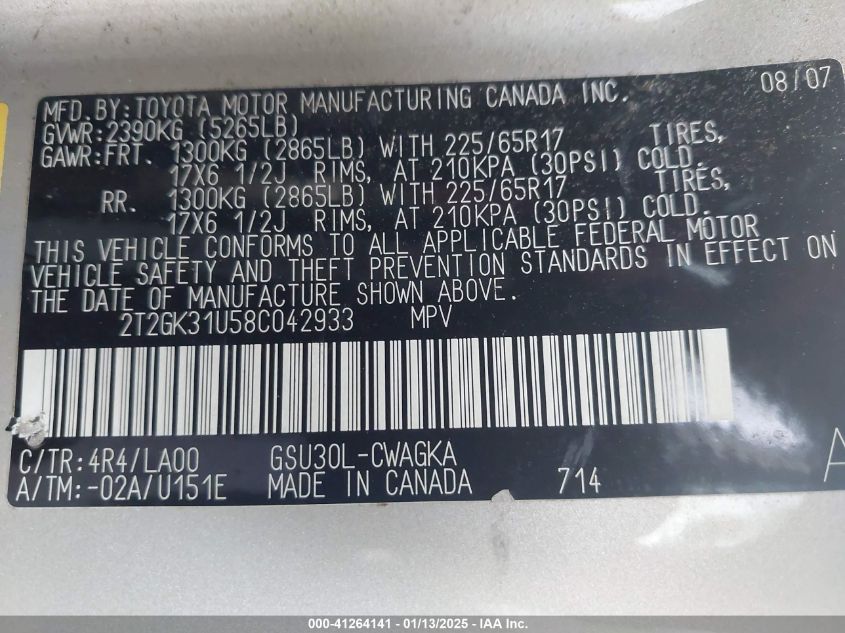 08/07
MFD. BY: TOYOTA MOTOR MANUFACTURING CANADA INC.
GVWR: 2390KG (5265LB)
GAWR: FRT. 1300KG (2865LB) WITH 225/65R17 TIRES,
17X6 1/2J RIMS, AT 210KPA (30PSI) COLD.
RR. 1300KG (2865LB) WITH 225/65R17 TIRES,
17X6 1/2J RIMS, AT 210KPA (30PSI) COLD.
THIS VEHICLE CONFORMS TO ALL APPLICABLE FEDERAL MOTOR
VEHICLE SAFETY AND THEFT PREVENTION STANDARDS IN EFFECT ON
THE DATE OF MANUFACTURE SHOWN ABOVE.
2T2GK31U58C042933 MPV
C/TR: 4R4/LA00 GSU30L-CWAGKA A
A/TM: -02A/U151E MADE IN CANADA 714
000-41264141 - 01/13/2025 - IAA Inc.